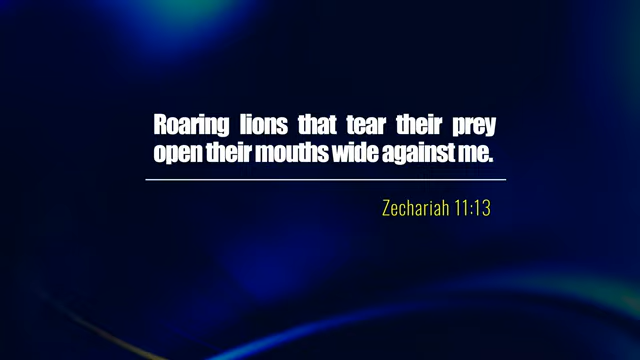 Roaring lions that tear their prey
open their mouths wide against me.
Zechariah 11:13